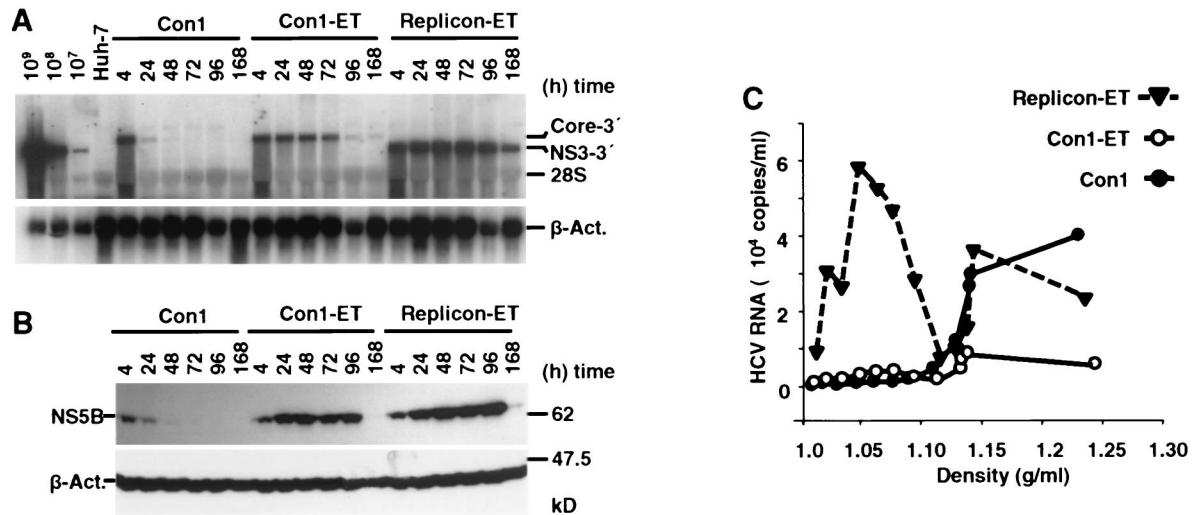 A
Con1 Con1-ET Replicon-ET
10⁹ 10⁸ 10⁷ Huh-7 4 24 48 72 96 168 4 24 48 72 96 168 4 24 48 72 96 168 (h) time
Core-3´
NS3-3´
28S
β-Act.
B
Con1 Con1-ET Replicon-ET
4 24 48 72 96 168 4 24 48 72 96 168 4 24 48 72 96 168 (h) time
NS5B 62
47.5
β-Act.
kD
C
Replicon-ET
Con1-ET
Con1
HCV RNA ( 10⁴ copies/ml)
6
4
2
0
1.0 1.05 1.10 1.15 1.2 1.25 1.30
Density (g/ml)